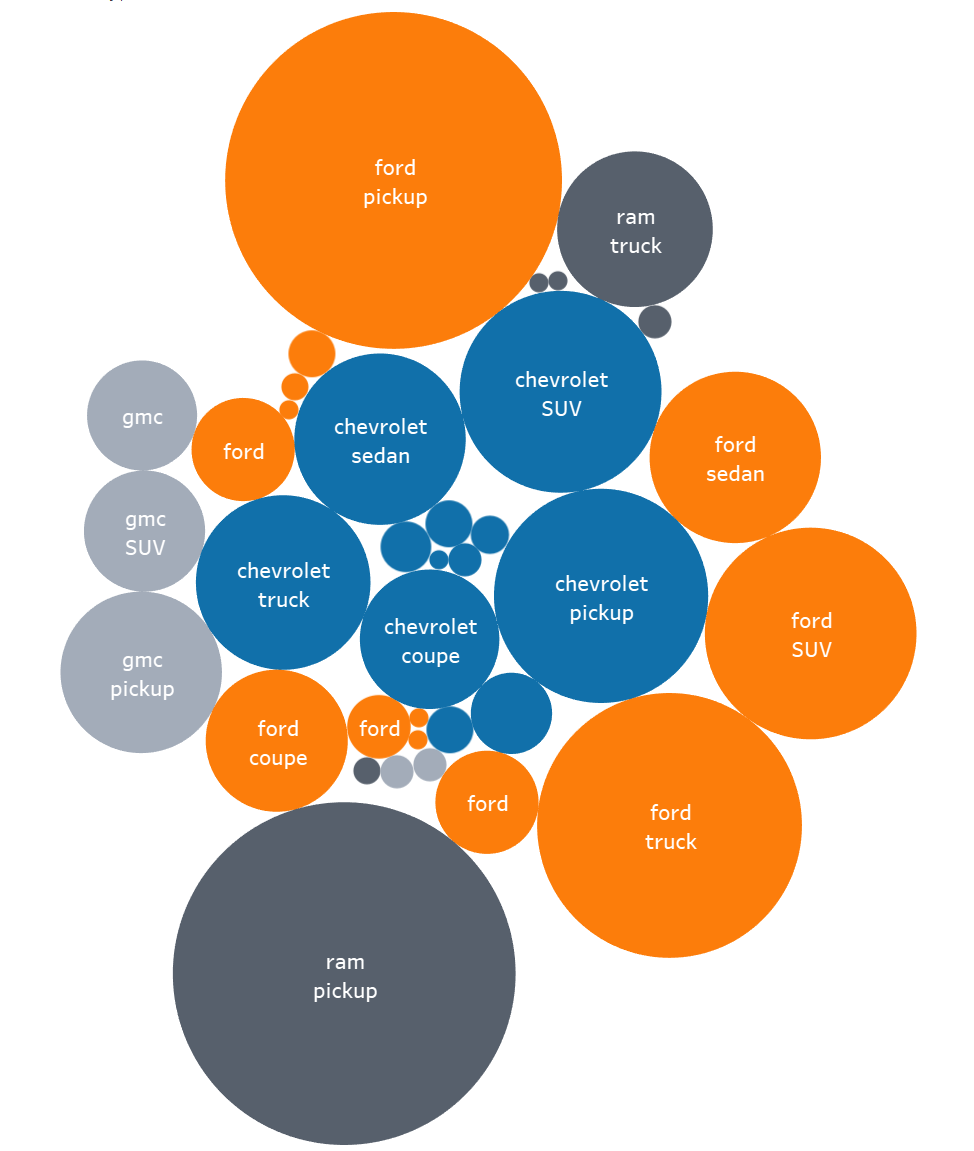 ford
pickup
ram
truck
chevrolet
SUV
gmc
chevrolet
sedan
ford
ford
sedan
gmc
SUV
chevrolet
truck
chevrolet
pickup
chevrolet
coupe
ford
SUV
gmc
pickup
ford
coupe
ford
ford
ford
truck
ram
pickup